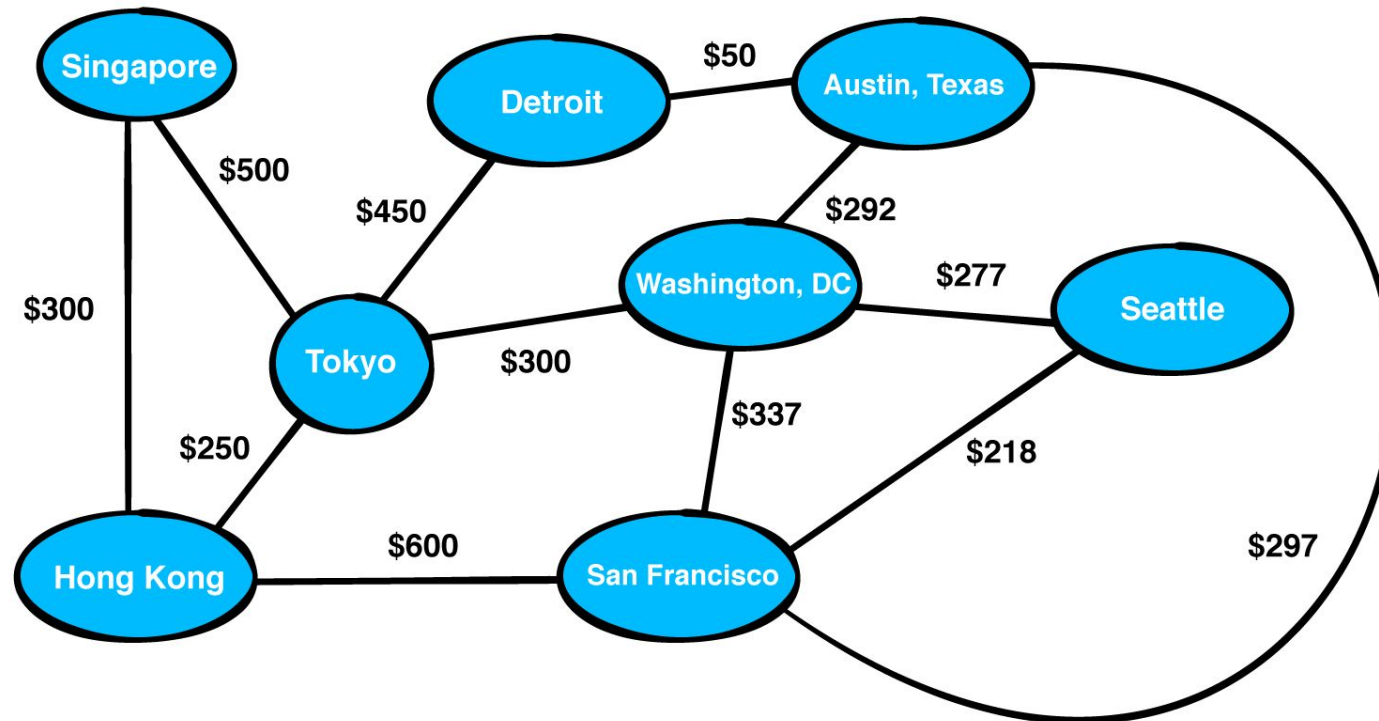 Singapore
Detroit
$50
Austin, Texas
$500
$450
$292
Washington, DC
$277
Seattle
$300
Tokyo
$300
$337
$250
$218
Hong Kong
$600
San Francisco
$297